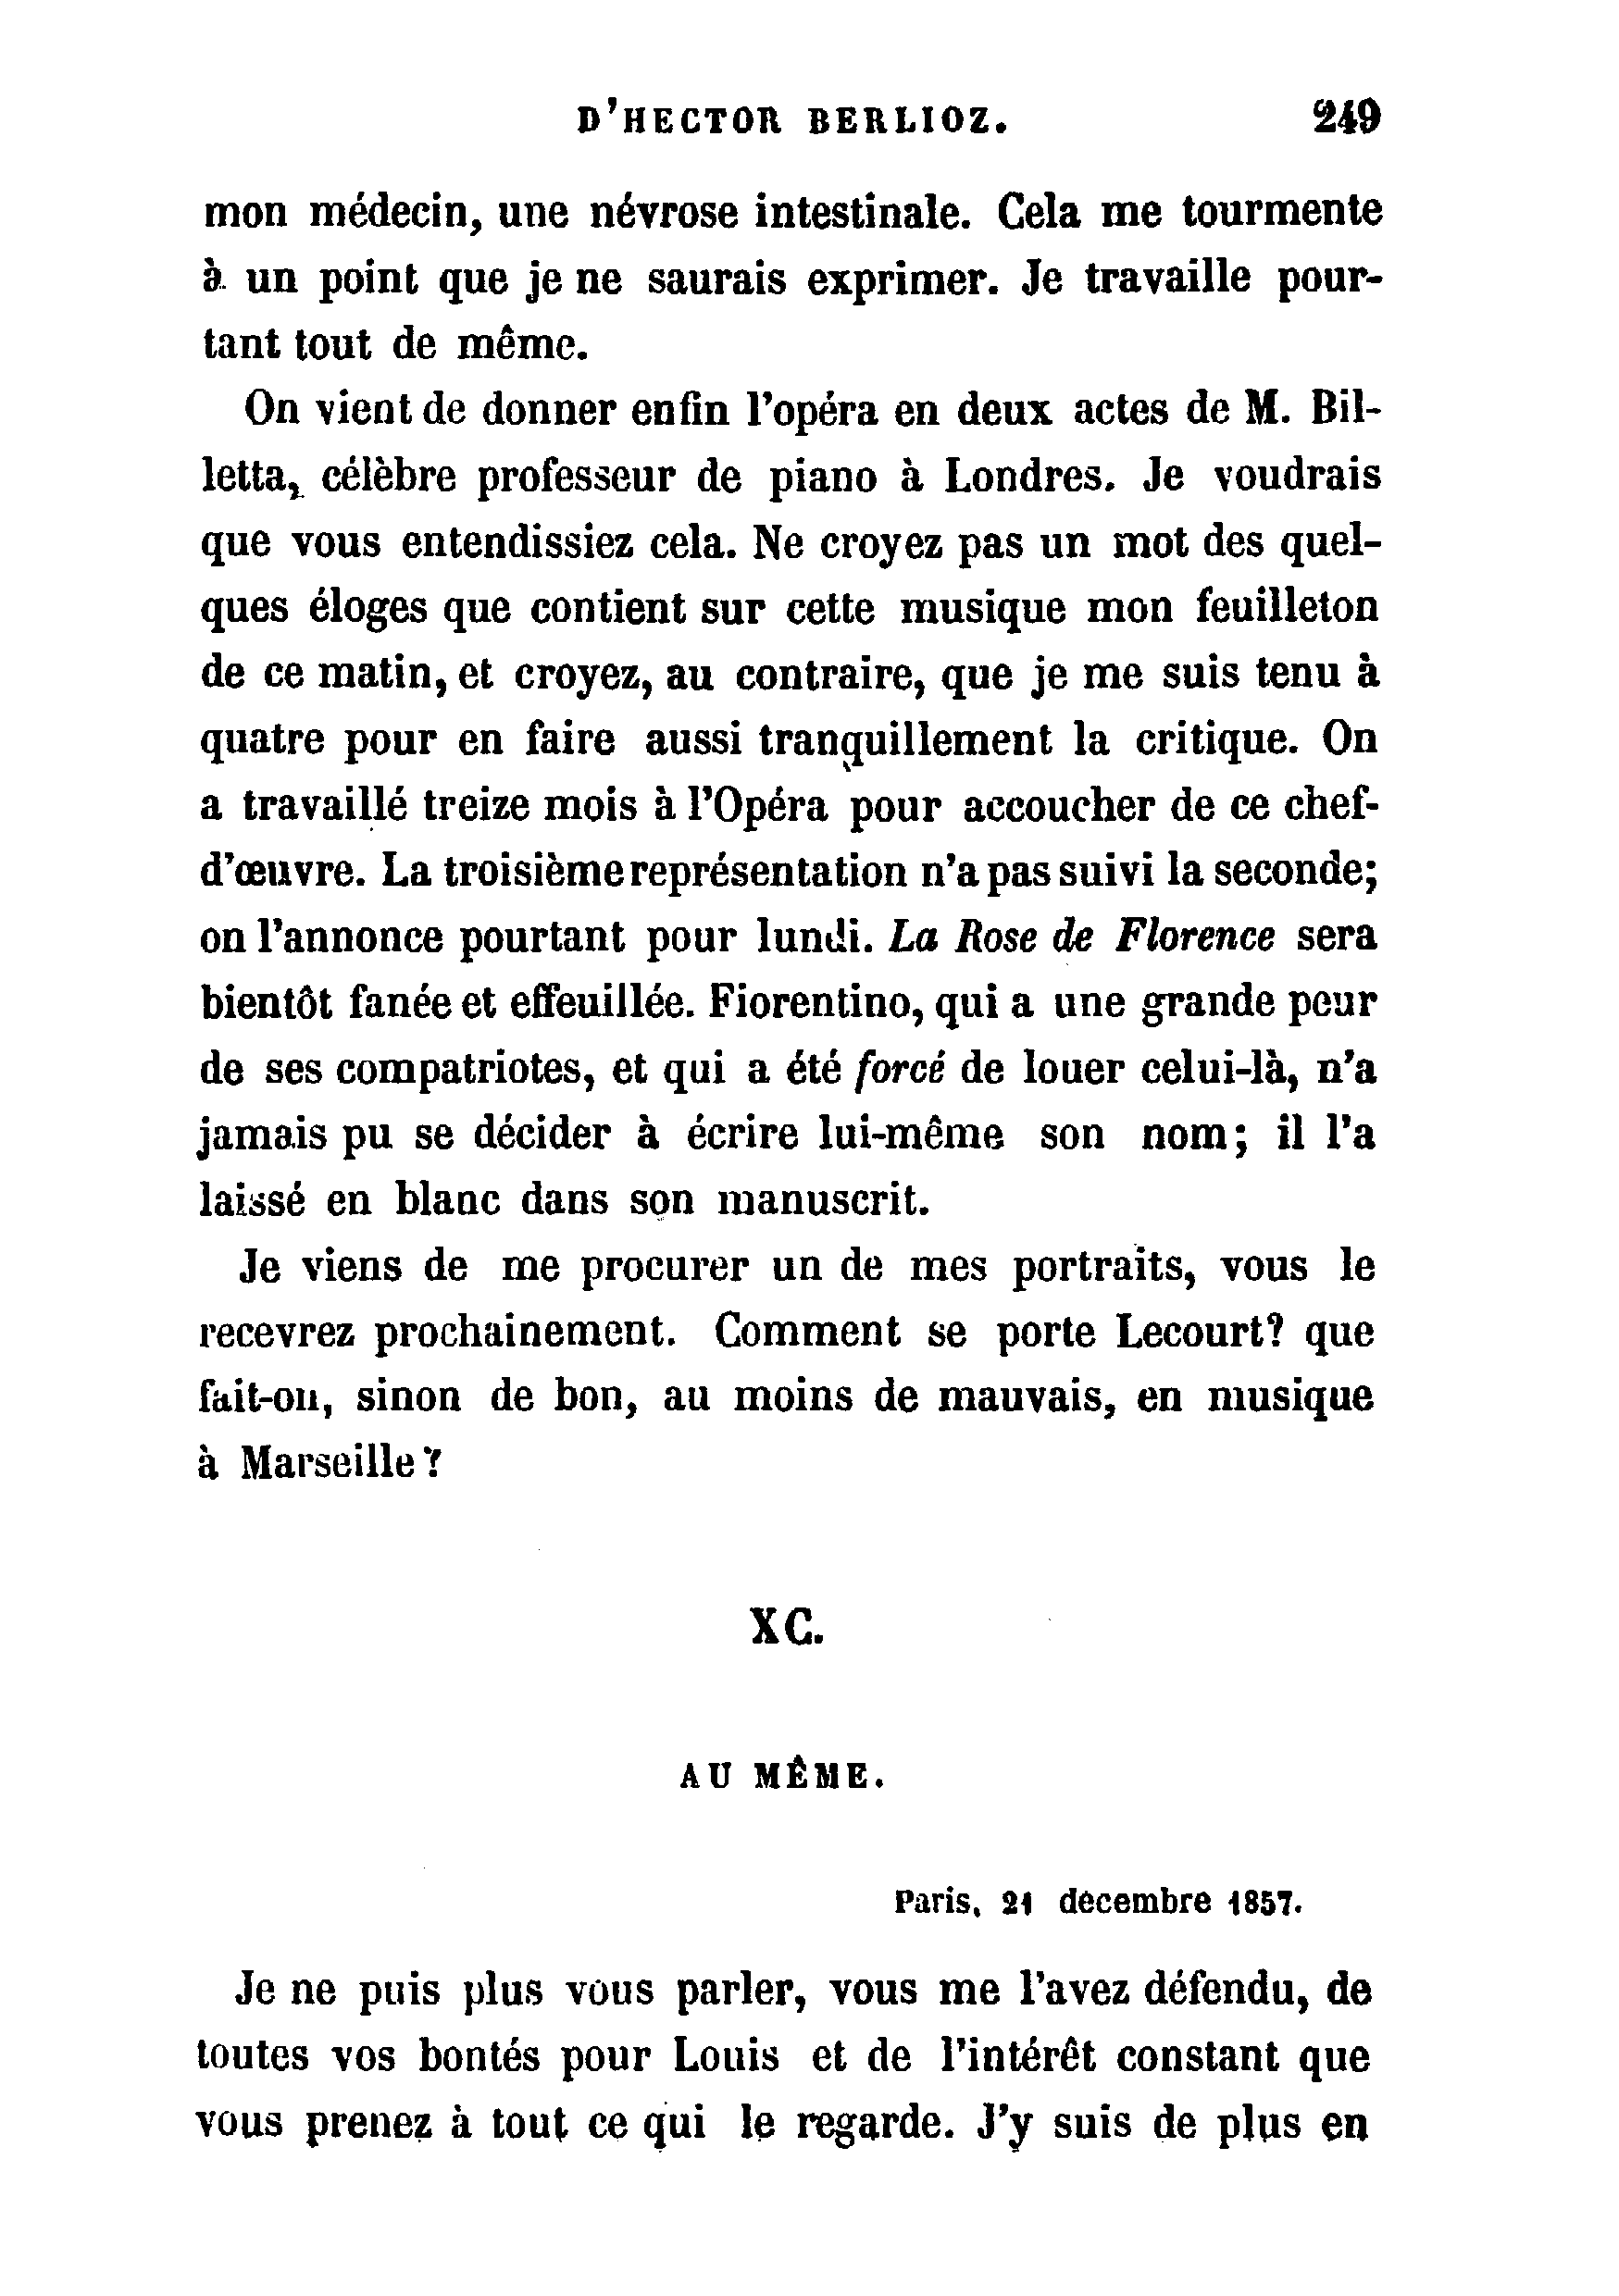 D'HECTOR BERLIOZ. 249
mon médecin, une névrose intestinale. Cela me tourmente
à un point que je ne saurais exprimer. Je travaille pour-
tant tout de même.
On vient de donner enfin l'opéra en deux actes de M. Bil-
letta, célèbre professeur de piano à Londres. Je voudrais
que vous entendissiez cela. Ne croyez pas un mot des quel-
ques éloges que contient sur cette musique mon feuilleton
de ce matin, et croyez, au contraire, que je me suis tenu à
quatre pour en faire aussi tranquillement la critique. On
a travaillé treize mois à l'Opéra pour accoucher de ce chef-
d'œuvre. La troisième représentation n'a pas suivi la seconde;
on l'annonce pourtant pour lundi. La Rose de Florence sera
bientôt fanée et effeuillée. Fiorentino, qui a une grande peur
de ses compatriotes, et qui a été forcé de louer celui-là, n'a
jamais pu se décider à écrire lui-même son nom; il l'a
laissé en blanc dans son manuscrit.
Je viens de me procurer un de mes portraits, vous le
recevrez prochainement. Comment se porte Lecourt? que
fait-on, sinon de bon, au moins de mauvais, en musique
à Marseille?
XC.
AU MÊME.
Paris, 21 décembre 1857.
Je ne puis plus vous parler, vous me l'avez défendu, de
toutes vos bontés pour Louis et de l'intérêt constant que
vous prenez à tout ce qui le regarde. J'y suis de plus en